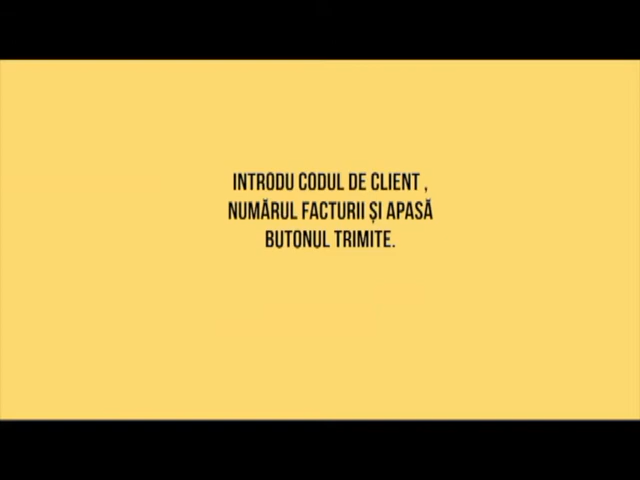 INTRODU CODUL DE CLIENT ,
NUMĂRUL FACTURII ȘI APASĂ
BUTONUL TRIMITE.